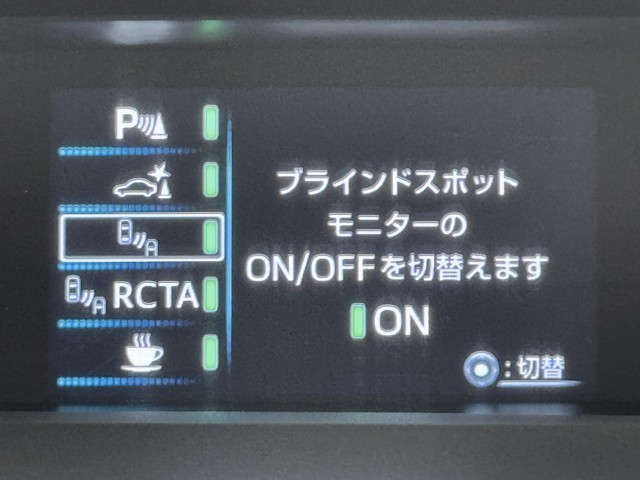 P
RCTA
ブラインドスポット
モニターの
ON/OFFを切替えます
ON
:切替